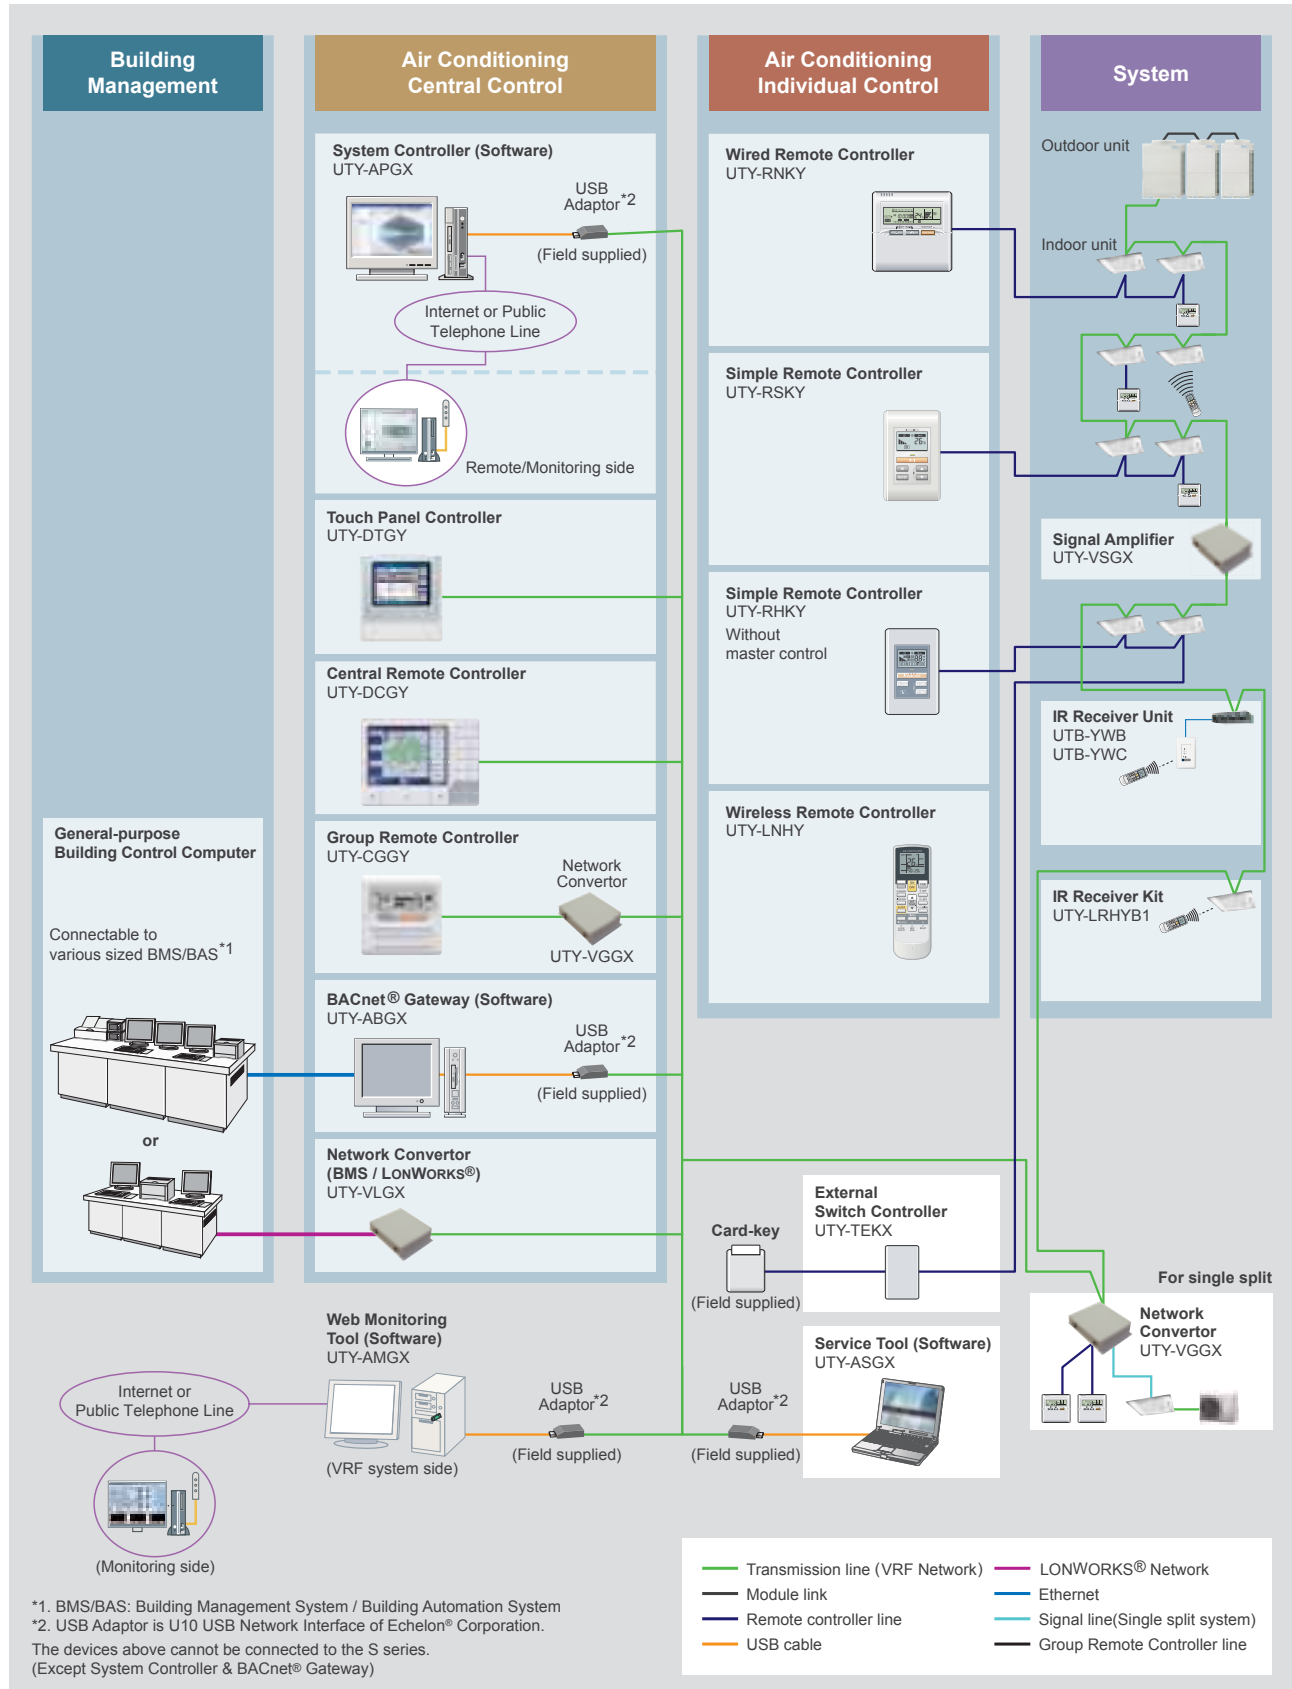 Building
Management
Air Conditioning
Central Control
Air Conditioning
Individual Control
System
System Controller (Software)
UTY-APGX
USB
Adaptor*2
(Field supplied)
Internet or Public
Telephone Line
Remote/Monitoring side
Touch Panel Controller
UTY-DTGY
Central Remote Controller
UTY-DCGY
Group Remote Controller
UTY-CGGY
Network
Convertor
UTY-VGGX
BACnet® Gateway (Software)
UTY-ABGX
USB
Adaptor*2
(Field supplied)
Network Convertor
(BMS / LONWORKS®)
UTY-VLGX
General-purpose
Building Control Computer
Connectable to
various sized BMS/BAS*1
or
Wired Remote Controller
UTY-RNKY
Simple Remote Controller
UTY-RSKY
Simple Remote Controller
UTY-RHKY
Without
master control
Wireless Remote Controller
UTY-LNHY
Outdoor unit
Indoor unit
Signal Amplifier
UTY-VSGX
IR Receiver Unit
UTB-YWB
UTB-YWC
IR Receiver Kit
UTY-LRHYB1
External
Switch Controller
UTY-TEKX
Card-key
(Field supplied)
For single split
Network
Convertor
UTY-VGGX
Web Monitoring
Tool (Software)
UTY-AMGX
Internet or
Public Telephone Line
(VRF system side)
USB
Adaptor*2
(Field supplied)
USB
Adaptor*2
(Field supplied)
Service Tool (Software)
UTY-ASGX
(Monitoring side)
Transmission line (VRF Network)
Module link
Remote controller line
USB cable
LONWORKS® Network
Ethernet
Signal line(Single split system)
Group Remote Controller line
*1. BMS/BAS: Building Management System / Building Automation System
*2. USB Adaptor is U10 USB Network Interface of Echelon® Corporation.
The devices above cannot be connected to the S series.
(Except System Controller & BACnet® Gateway)